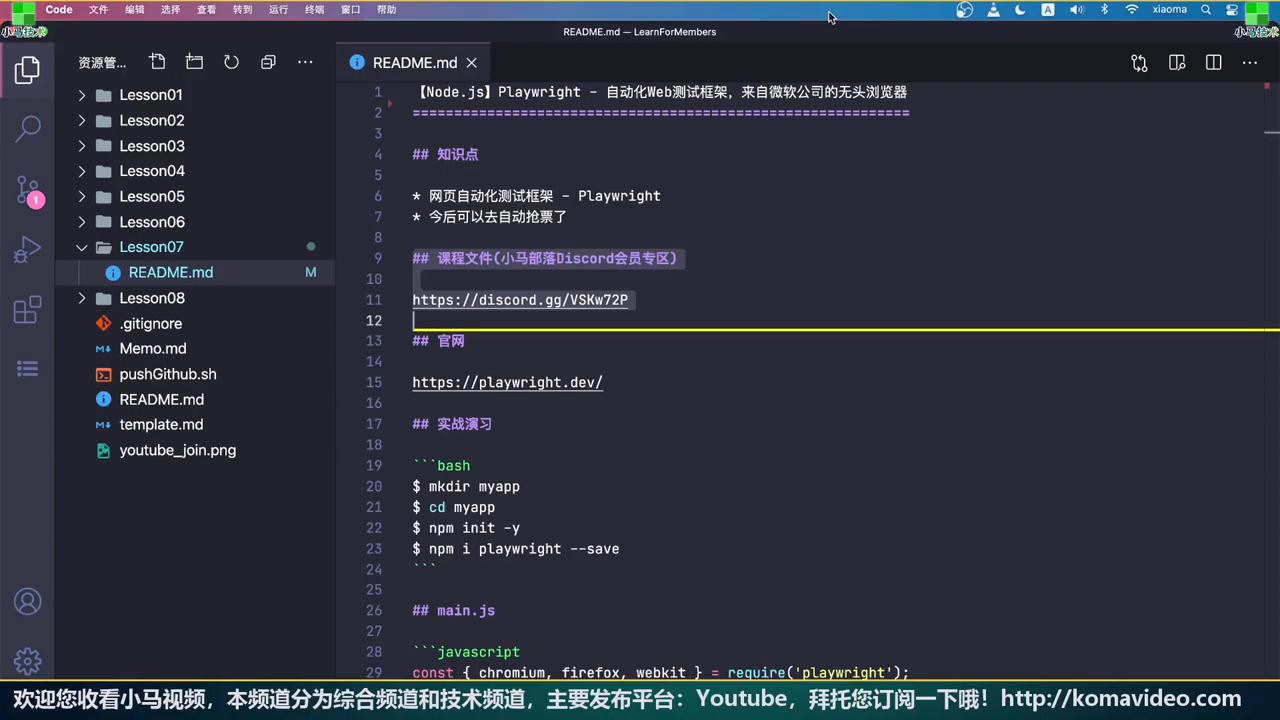 Code 文件 编辑 选择 查看 转到 运行 终端 窗口 帮助 A xiaoma
小马技术 README.md — LearnForMembers 小马技术
资源管... README.md
Lesson01
Lesson02
Lesson03
Lesson04
Lesson05
Lesson06
Lesson07
README.md M
Lesson08
.gitignore
Memo.md
pushGithub.sh
README.md
template.md
youtube_join.png
1
1 【Node.js】Playwright - 自动化Web测试框架，来自微软公司的无头浏览器
2 ============================================================
3
4 ## 知识点
5
6 * 网页自动化测试框架 - Playwright
7 * 今后可以去自动抢票了
8
9 ## 课程文件(小马部落Discord会员专区)
10
11 https://discord.gg/VSKw72P
12
13 ## 官网
14
15 https://playwright.dev/
16
17 ## 实战演习
18
19 ```bash
20 $ mkdir myapp
21 $ cd myapp
22 $ npm init -y
23 $ npm i playwright --save
24 ```
25
26 ## main.js
27
28 ```javascript
29 const { chromium, firefox, webkit } = require('playwright');
欢迎您收看小马视频，本频道分为综合频道和技术频道，主要发布平台：Youtube，拜托您订阅一下哦！http://komavideo.com